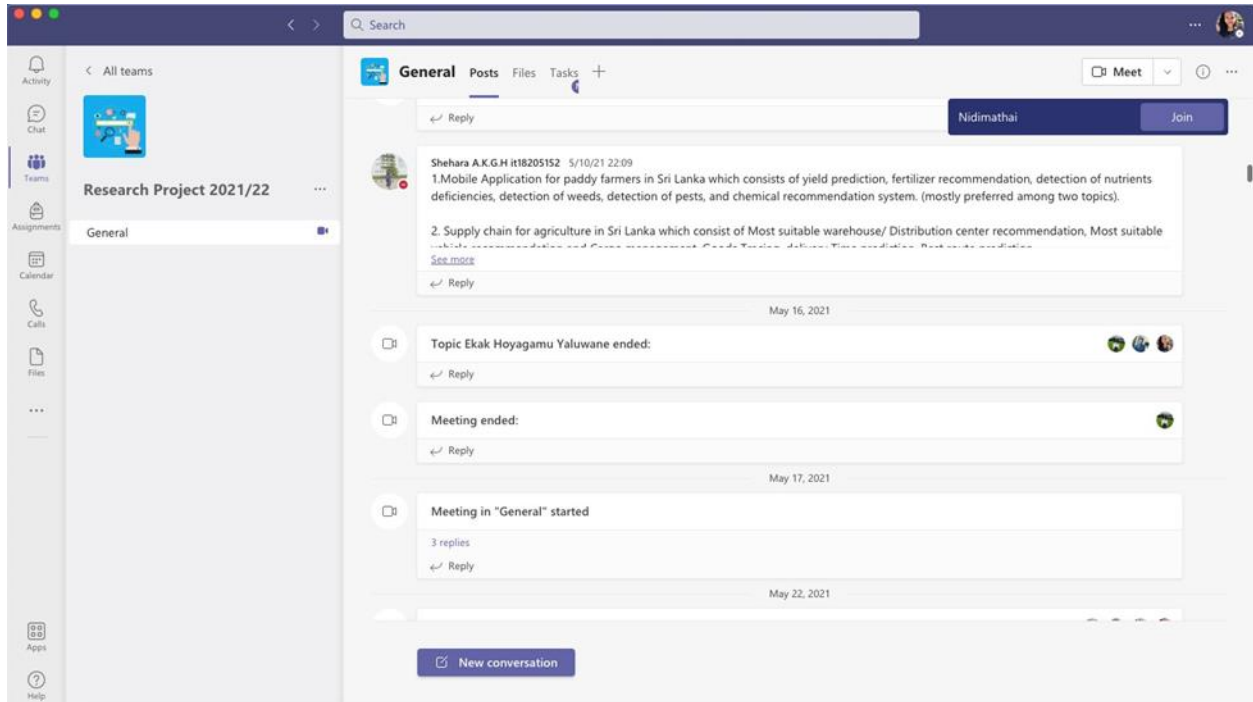 Search
Activity
Chat
Teams
Assignments
Calendar
Calls
Files
Apps
Help
All teams
Research Project 2021/22
General
General Posts Files Tasks
Meet
Nidimathai Join
Reply
Shehara A.K.G.H it18205152 5/10/21 22:09
1.Mobile Application for paddy farmers in Sri Lanka which consists of yield prediction, fertilizer recommendation, detection of nutrients
deficiencies, detection of weeds, detection of pests, and chemical recommendation system. (mostly preferred among two topics).
2. Supply chain for agriculture in Sri Lanka which consist of Most suitable warehouse/ Distribution center recommendation, Most suitable
See more
Reply
May 16, 2021
Topic Ekak Hoyagamu Yaluwane ended:
Reply
Meeting ended:
Reply
May 17, 2021
Meeting in "General" started
3 replies
Reply
May 22, 2021
New conversation